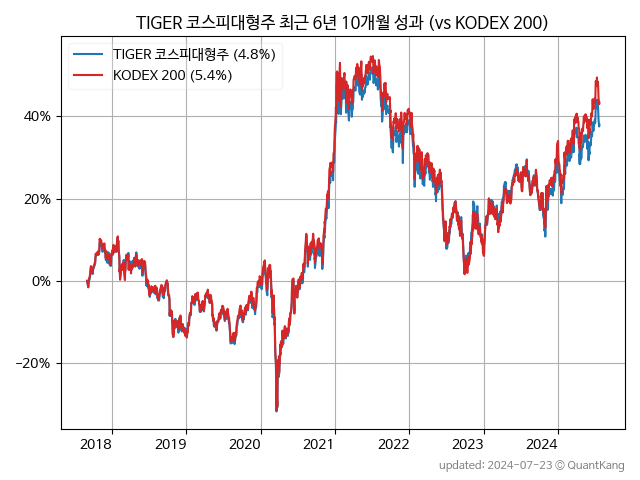 TIGER 코스피대형주 최근 6년 10개월 성과 (vs KODEX 200)
TIGER 코스피대형주 (4.8%)
KODEX 200 (5.4%)
40%
20%
0%
−20%
2018 2019 2020 2021 2022 2023 2024
updated: 2024-07-23 © QuantKang